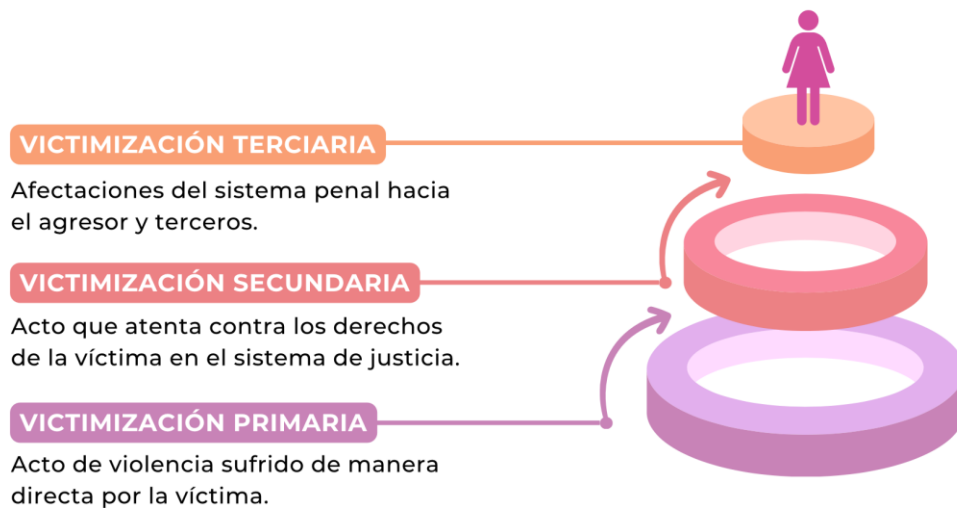 VICTIMIZACIÓN TERCIARIA
Afectaciones del sistema penal hacia
el agresor y terceros.
VICTIMIZACIÓN SECUNDARIA
Acto que atenta contra los derechos
de la víctima en el sistema de justicia.
VICTIMIZACIÓN PRIMARIA
Acto de violencia sufrido de manera
directa por la víctima.